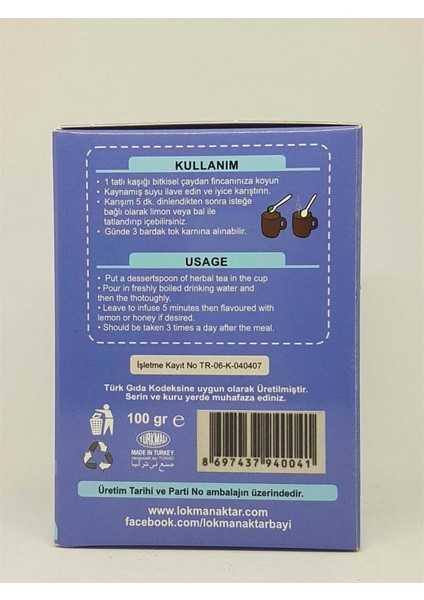 KULLANIM
• 1 tatlı kaşığı bitkisel çaydan fincanınıza koyun
• Kaynamış suyu ilave edin ve iyice karıştırın.
• Karışım 5 dk. dinlendikten sonra isteğe
bağlı olarak limon veya bal ile
tatlandırıp içebilirsiniz.
• Günde 3 bardak tok karnına alınabilir.
USAGE
• Put a dessertspoon of herbal tea in the cup
• Pour in freshly boiled drinking water and
then the thotoughly.
• Leave to infuse 5 minutes then flavoured with
lemon or honey if desired.
• Should be taken 3 times a day after the meal.
İşletme Kayıt No TR-06-K-040407
Türk Gıda Kodeksine uygun olarak Üretilmiştir.
Serin ve kuru yerde muhafaza ediniz.
100 gr e
TÜRKMALI
MADE IN TURKEY
صنع في تركيا
8 697437 940041
Üretim Tarihi ve Parti No ambalajın üzerindedir.
www.lokmanaktar.com
facebook.com/lokmanaktarbayi